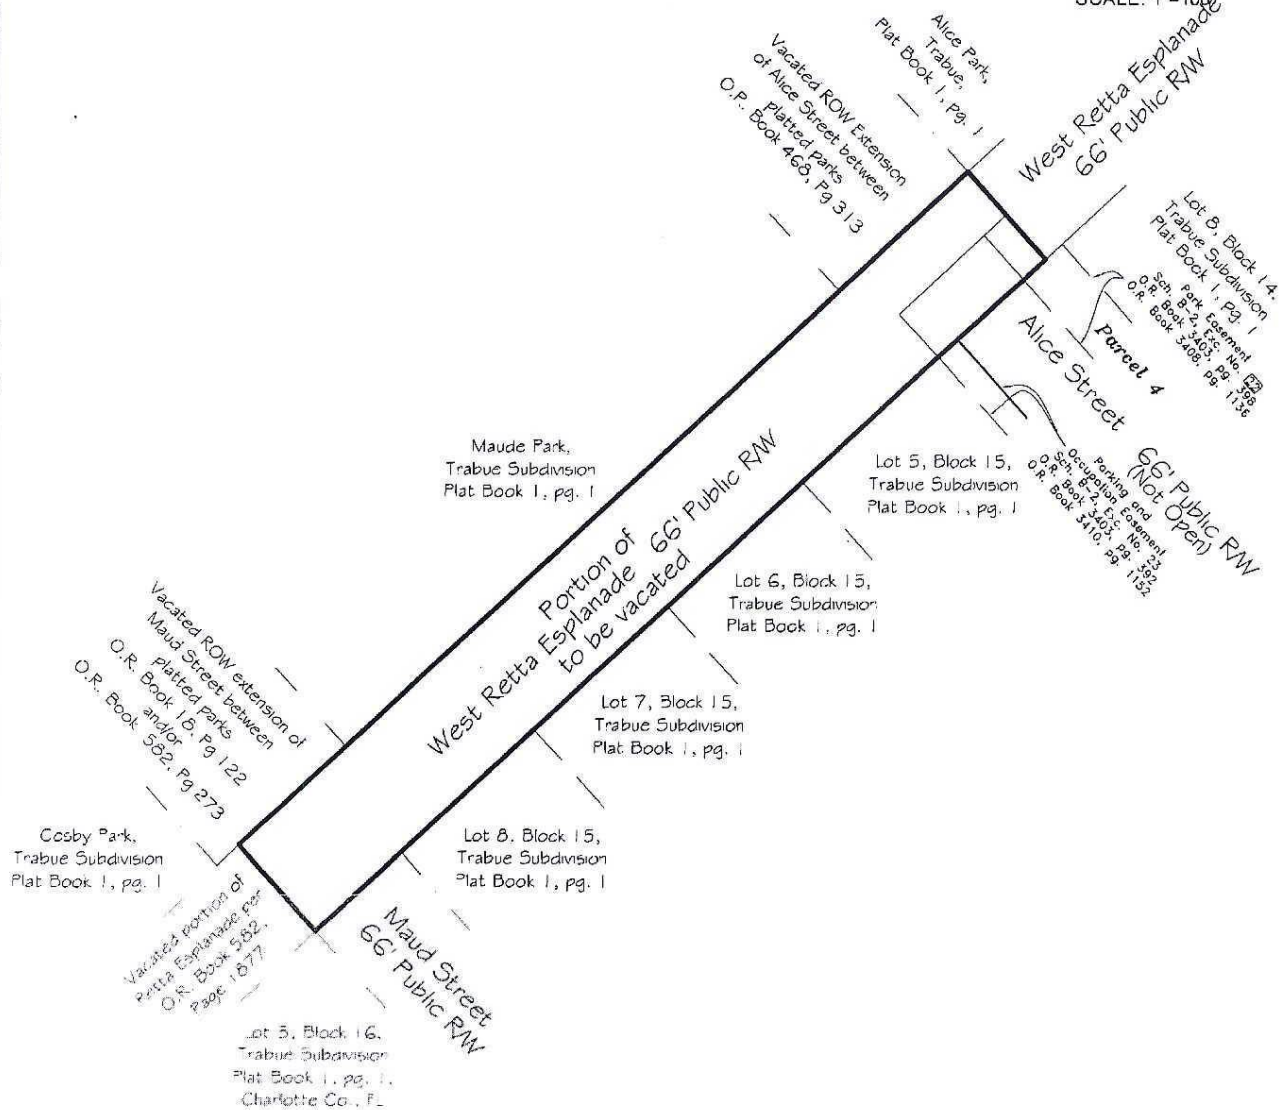 SCALE: 1"=100'
Alice Park,
Trabue,
Plat Book 1, pg. 1
West Retta Esplanade
66' Public R/W
Vacated ROW Extension
of Alice Street between
platted parks
O.R. Book 468, Pg 313
Lot 8, Block 14,
Trabue Subdivision
Plat Book 1, pg. 1
Park Easement
Sch. B-2, Exc. No. 22
O.R. Book 3403, pg. 398
O.R. Book 3408, pg. 1136
Parcel 4
Alice Street
66' Public R/W
(Not Open)
Parking and
Occupation Easement
Sch. B-2, Exc. No. 23
O.R. Book 3403, pg. 392
O.R. Book 3410, pg. 1152
Maude Park,
Trabue Subdivision
Plat Book 1, pg. 1
Lot 5, Block 15,
Trabue Subdivision
Plat Book 1, pg. 1
Portion of
West Retta Esplanade 66' Public R/W
to be vacated
Lot 6, Block 15,
Trabue Subdivision
Plat Book 1, pg. 1
Vacated ROW extension of
Maud Street between
platted parks
O.R. Book 18, Pg 122
and/or
O.R. Book 582, Pg 273
Lot 7, Block 15,
Trabue Subdivision
Plat Book 1, pg. 1
Cosby Park,
Trabue Subdivision
Plat Book 1, pg. 1
Lot 8, Block 15,
Trabue Subdivision
Plat Book 1, pg. 1
Vacated portion of
Retta Esplanade per
O.R. Book 582,
Page 1877
Maud Street
66' Public R/W
Lot 5, Block 16,
Trabue Subdivision
Plat Book 1, pg. 1,
Charlotte Co., FL